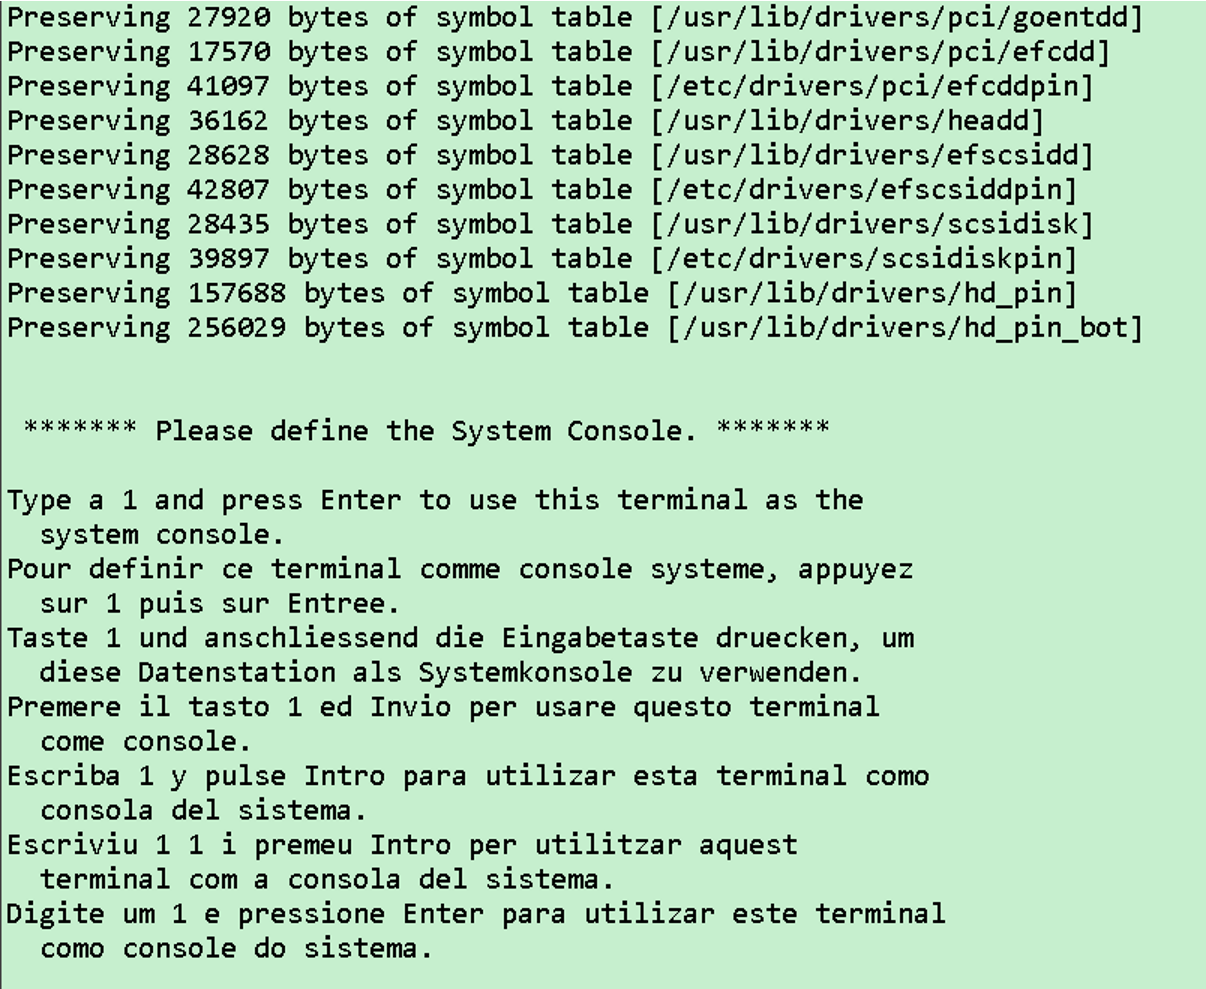 Preserving 27920 bytes of symbol table [/usr/lib/drivers/pci/goentdd]
Preserving 17570 bytes of symbol table [/usr/lib/drivers/pci/efcdd]
Preserving 41097 bytes of symbol table [/etc/drivers/pci/efcddpin]
Preserving 36162 bytes of symbol table [/usr/lib/drivers/headd]
Preserving 28628 bytes of symbol table [/usr/lib/drivers/efscsidd]
Preserving 42807 bytes of symbol table [/etc/drivers/efscsiddpin]
Preserving 28435 bytes of symbol table [/usr/lib/drivers/scsidisk]
Preserving 39897 bytes of symbol table [/etc/drivers/scsidiskpin]
Preserving 157688 bytes of symbol table [/usr/lib/drivers/hd_pin]
Preserving 256029 bytes of symbol table [/usr/lib/drivers/hd_pin_bot]
******* Please define the System Console. *******
Type a 1 and press Enter to use this terminal as the
system console.
Pour definir ce terminal comme console systeme, appuyez
sur 1 puis sur Entree.
Taste 1 und anschliessend die Eingabetaste druecken, um
diese Datenstation als Systemkonsole zu verwenden.
Premere il tasto 1 ed Invio per usare questo terminal
come console.
Escriba 1 y pulse Intro para utilizar esta terminal como
consola del sistema.
Escriviu 1 1 i premeu Intro per utilitzar aquest
terminal com a consola del sistema.
Digite um 1 e pressione Enter para utilizar este terminal
como console do sistema.